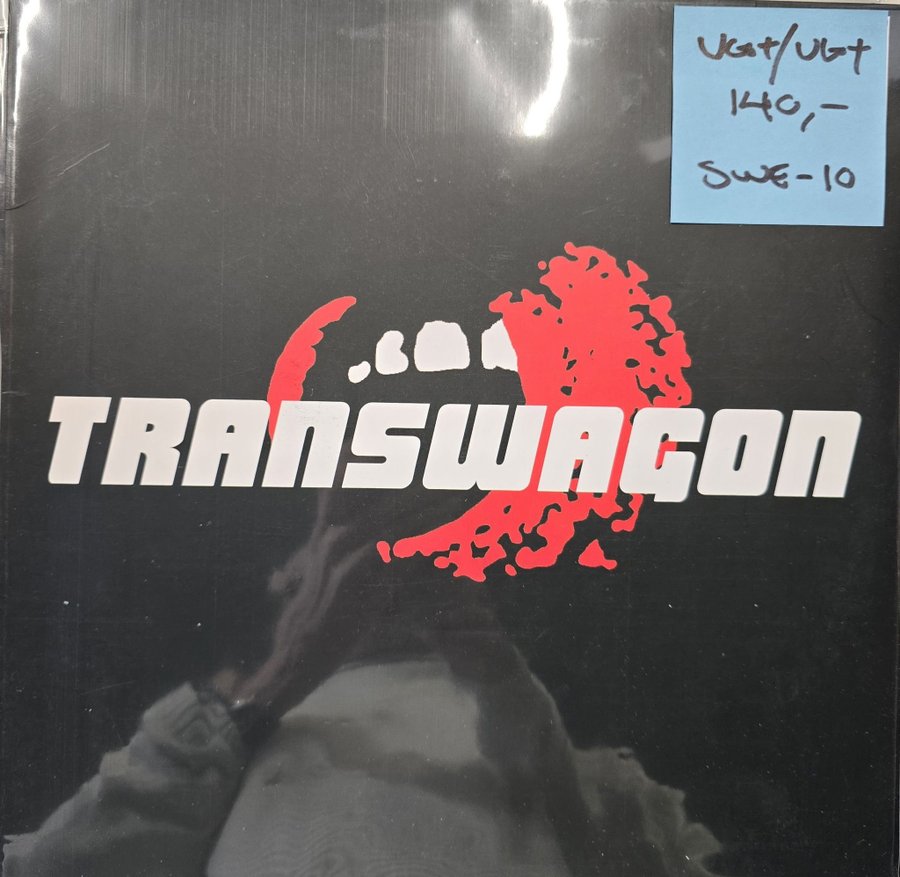 VG+/VG+
140,-
SWE-10
TRANSWAGON